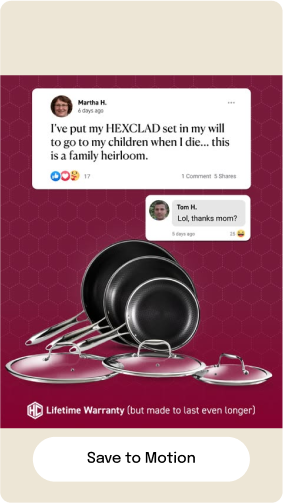 Martha H.
6 days ago
I've put my HEXCLAD set in my will
to go to my children when I die... this
is a family heirloom.
17
1 Comment 5 Shares
Tom H.
Lol, thanks mom?
5 days ago
28
HC Lifetime Warranty (but made to last even longer)
Save to Motion